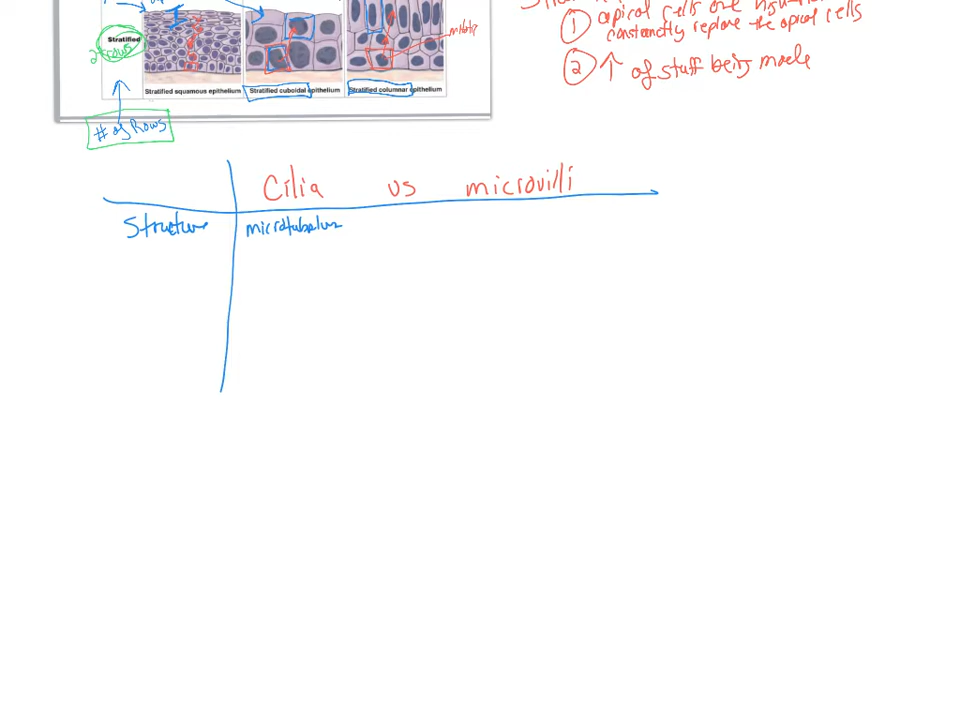 Stratified
2+ rows
Stratified squamous epithelium
Stratified cuboidal epithelium
Stratified columnar epithelium
# of Rows
① apical cells are
constantly replace the apical cells
② ↑ of stuff being made
Cilia vs microvilli
Structure
microtubules